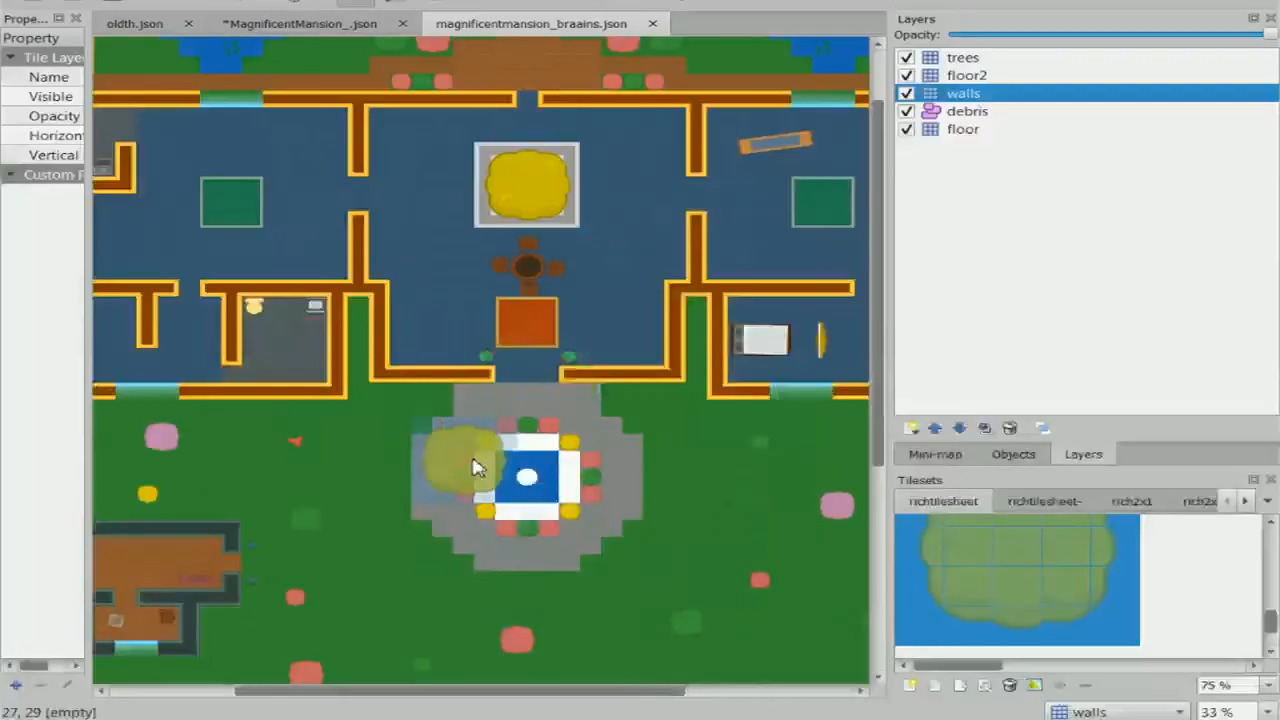 Prope...
oldth.json
*MagnificentMansion_.json
magnificentmansion_braains.json
Layers
Property
Opacity:
Tile Laye
Name
Visible
Opacity
Horizon
Vertical
Custom P
trees
floor2
walls
debris
floor
Mini-map
Objects
Layers
Tilesets
richtilesheet
richtilesheet-
rich2x1
rich2x
75 %
27, 29 [empty]
walls
33 %